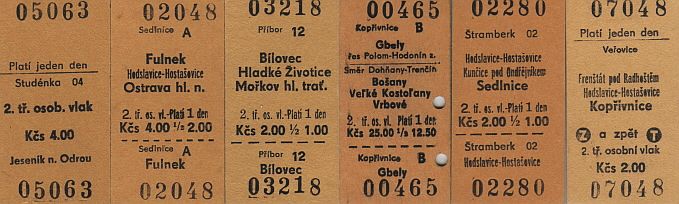 05063
Platí jeden den
Studénka 04
2. tř. osob. vlak
Kčs 4.00
Jeseník n. Odrou
05063
02048
Sedlnice A
Fulnek
Hodslavice-Hostašovice
Ostrava hl. n.
2. tř. os. vl.-Platí 1 den
Kčs 4.00 1/2 2.00
Sedlnice A
Fulnek
02048
03218
Příbor 12
Bílovec
Hladké Životice
Mořkov hl. trať.
2. tř. os. vl.-Platí 1 den
Kčs 2.00 ½ 1.00
Příbor 12
Bílovec
03218
00465
Kopřivnice B
Gbely
přes Polom-Hodonín z.
Směr Dohňany-Trenčín
Bošany
Veľké Kostoľany
Vrbové
2. tř. os. vl.-Platí 1 den
Kčs 25.00 1/2 12.50
Kopřivnice B
Gbely
00465
02280
Štramberk 02
Hodslavice-Hostašovice
Kunčice pod Ondřejníkem
Sedlnice
2. tř. os. vl.-Platí 1 den
Kčs 2.00 ½ 1.00
Štramberk 02
Hodslavice-Hostašovice
02280
07048
Platí jeden den
Veřovice
Frenštát pod Radhoštěm
Hodslavice-Hostašovice
Kopřivnice
Z a zpět T
2. tř. osobní vlak
Kčs 2.00
07048